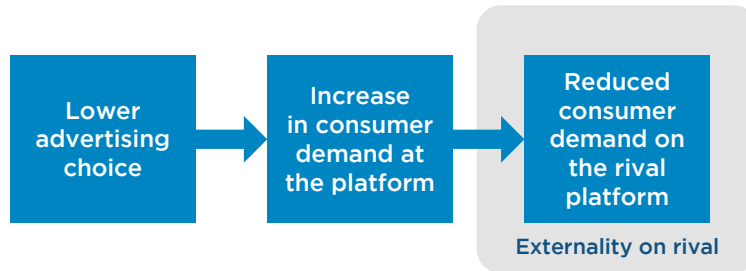 Lower
advertising
choice
Increase
in consumer
demand at
the platform
Reduced
consumer
demand on
the rival
platform
Externality on rival